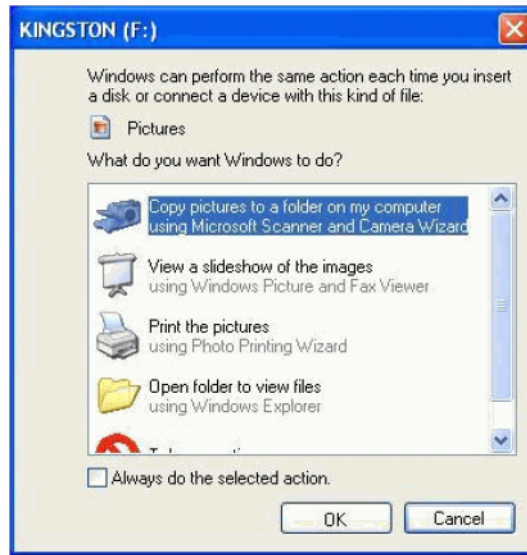 KINGSTON (F:)
Windows can perform the same action each time you insert
a disk or connect a device with this kind of file:
Pictures
What do you want Windows to do?
Copy pictures to a folder on my computer
using Microsoft Scanner and Camera Wizard
View a slideshow of the images
using Windows Picture and Fax Viewer
Print the pictures
using Photo Printing Wizard
Open folder to view files
using Windows Explorer
Always do the selected action.
OK
Cancel